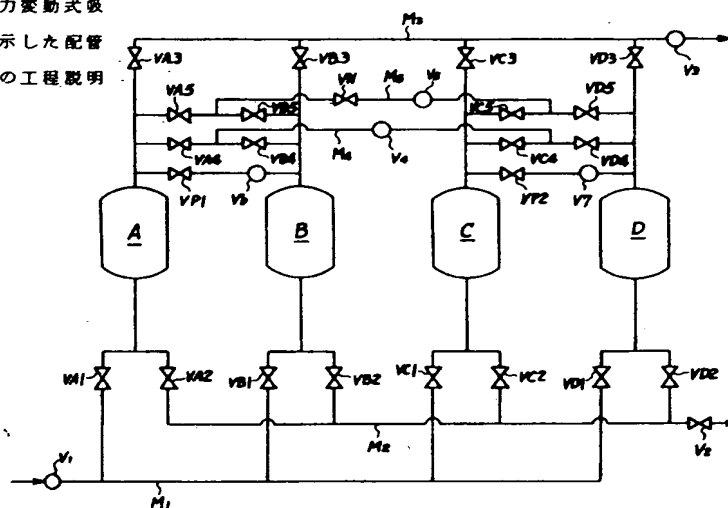 力変動式吸
示した配管
の工程説明
M3
VA3
VB3
VC3
VD3
V3
VA5
VB5
VN
M5
V5
VC5
VD5
VA4
VB4
M4
V4
VC4
VD4
VP1
V6
VP2
V7
A
B
C
D
VA1
VA2
VB1
VB2
VC1
VC2
VD1
VD2
M2
V2
V1
M1